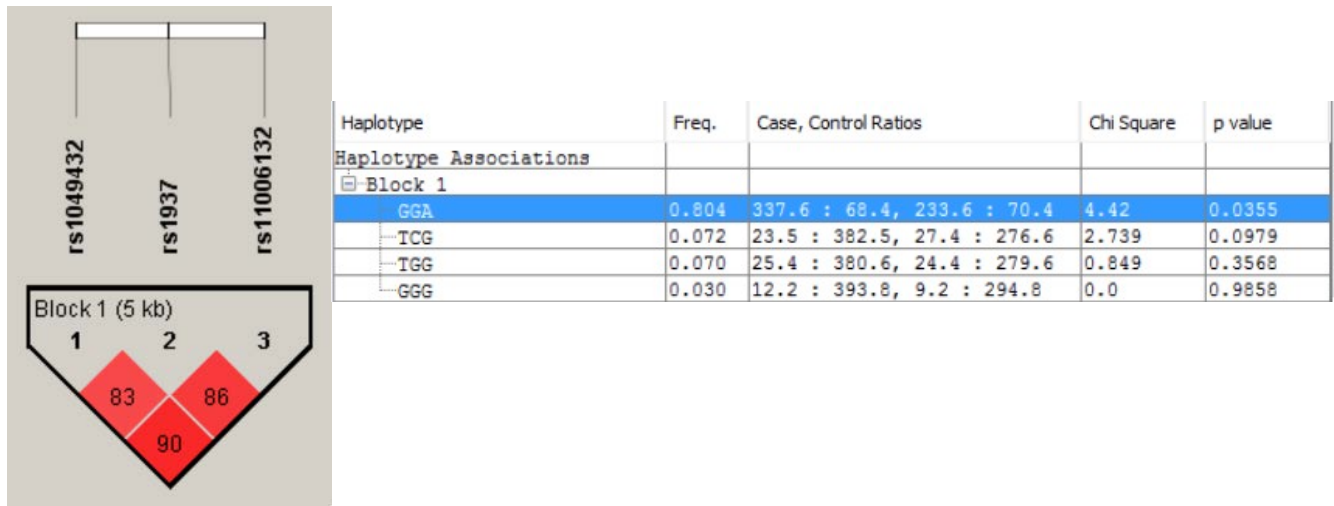 rs1049432
rs1937
rs11006132
Block 1 (5 kb)
1 2 3
83 86
90
Haplotype Freq. Case, Control Ratios Chi Square p value
Haplotype Associations
Block 1
GGA 0.804 337.6 : 68.4, 233.6 : 70.4 4.42 0.0355
TCG 0.072 23.5 : 382.5, 27.4 : 276.6 2.739 0.0979
TGG 0.070 25.4 : 380.6, 24.4 : 279.6 0.849 0.3568
GGG 0.030 12.2 : 393.8, 9.2 : 294.8 0.0 0.9858